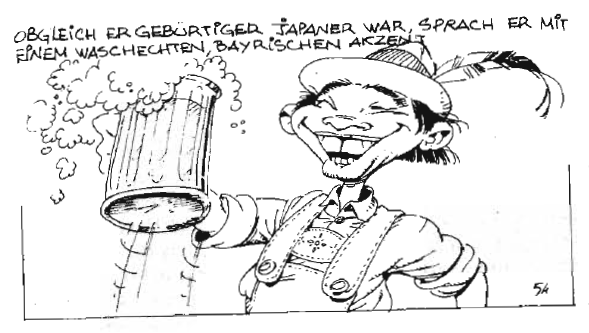 OBGLEICH ER GEBÜRTIGER JAPANER WAR, SPRACH ER MIT
EINEM WASCHECHTEN, BAYRISCHEN AKZENT
54